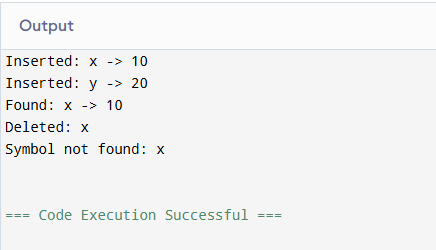 Output
Inserted: x -> 10
Inserted: y -> 20
Found: x -> 10
Deleted: x
Symbol not found: x
=== Code Execution Successful ===